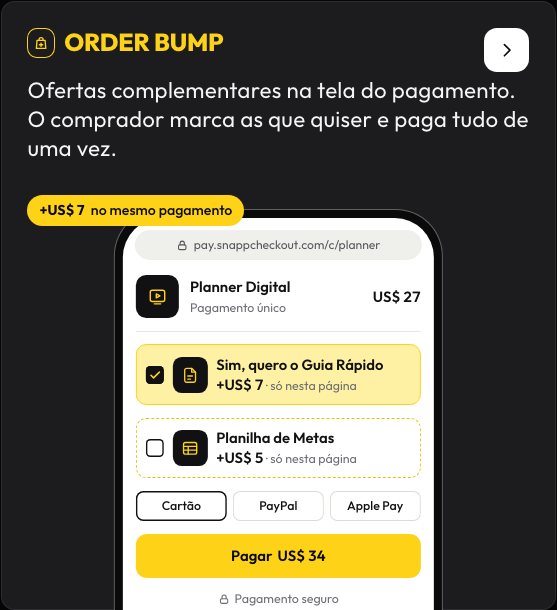 ORDER BUMP
Ofertas complementares na tela do pagamento.
O comprador marca as que quiser e paga tudo de
uma vez.
+US$ 7 no mesmo pagamento
pay.snappcheckout.com/c/planner
Planner Digital
Pagamento único
US$ 27
Sim, quero o Guia Rápido
+US$ 7 · só nesta página
Planilha de Metas
+US$ 5 · só nesta página
Cartão
PayPal
Apple Pay
Pagar US$ 34
Pagamento seguro